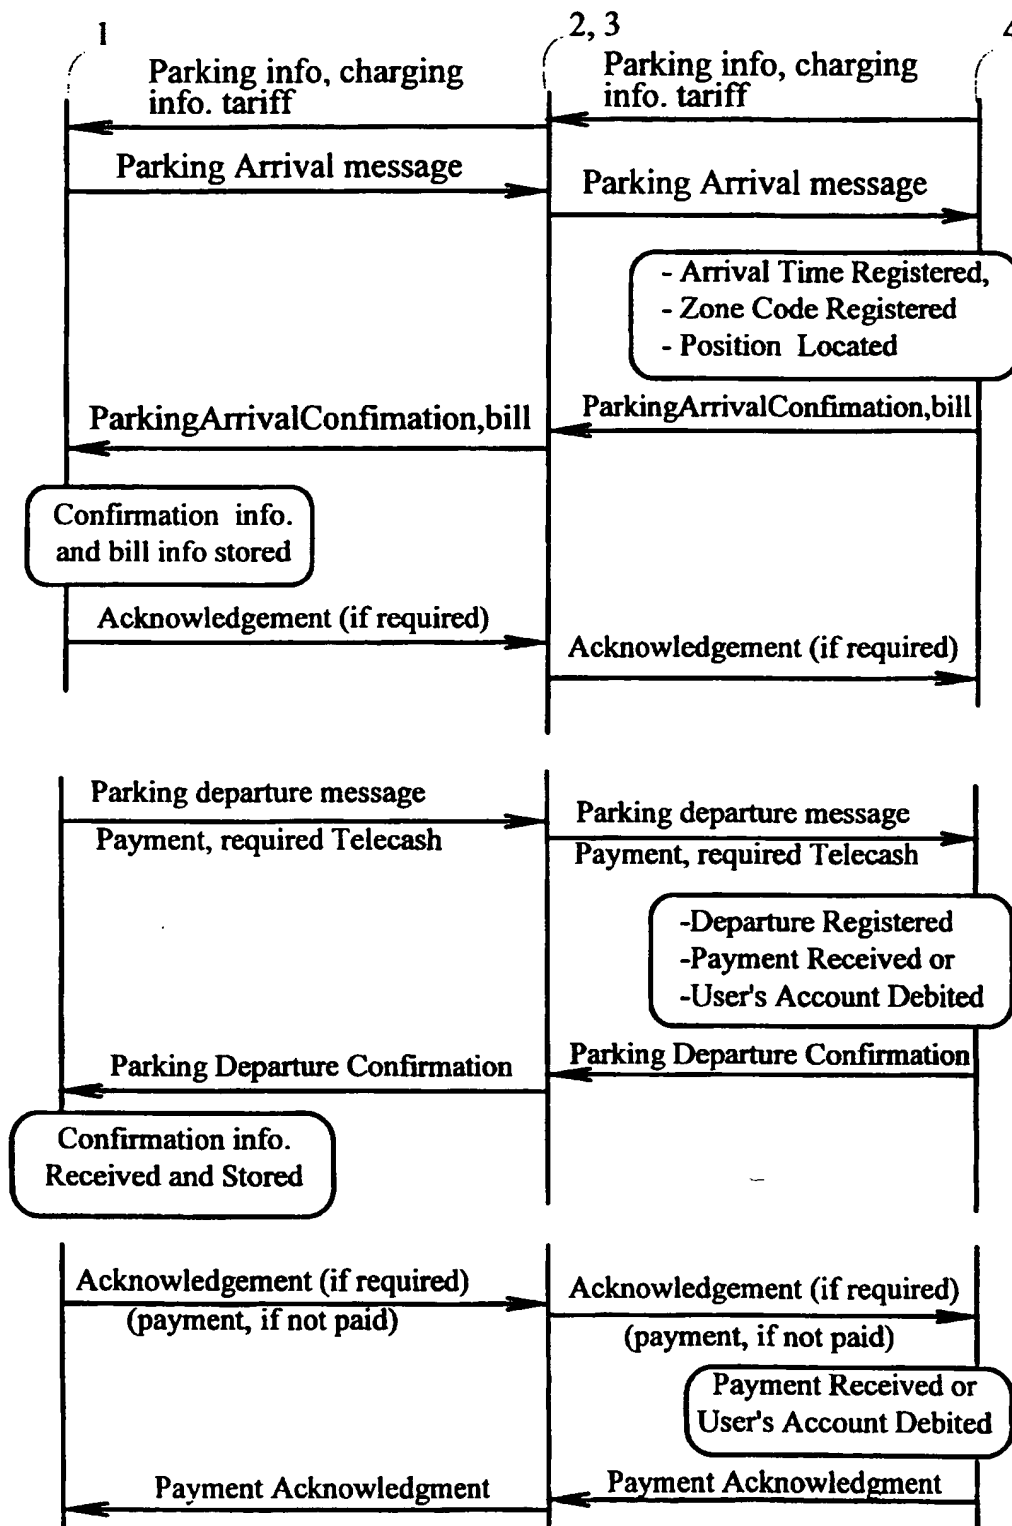 1
2, 3
4
Parking info, charging
info. tariff
Parking info, charging
info. tariff
Parking Arrival message
Parking Arrival message
- Arrival Time Registered,
- Zone Code Registered
- Position Located
ParkingArrivalConfimation,bill
ParkingArrivalConfimation,bill
Confirmation info.
and bill info stored
Acknowledgement (if required)
Acknowledgement (if required)
Parking departure message
Payment, required Telecash
Parking departure message
Payment, required Telecash
-Departure Registered
-Payment Received or
-User's Account Debited
Parking Departure Confirmation
Parking Departure Confirmation
Confirmation info.
Received and Stored
Acknowledgement (if required)
(payment, if not paid)
Acknowledgement (if required)
(payment, if not paid)
Payment Received or
User's Account Debited
Payment Acknowledgment
Payment Acknowledgment